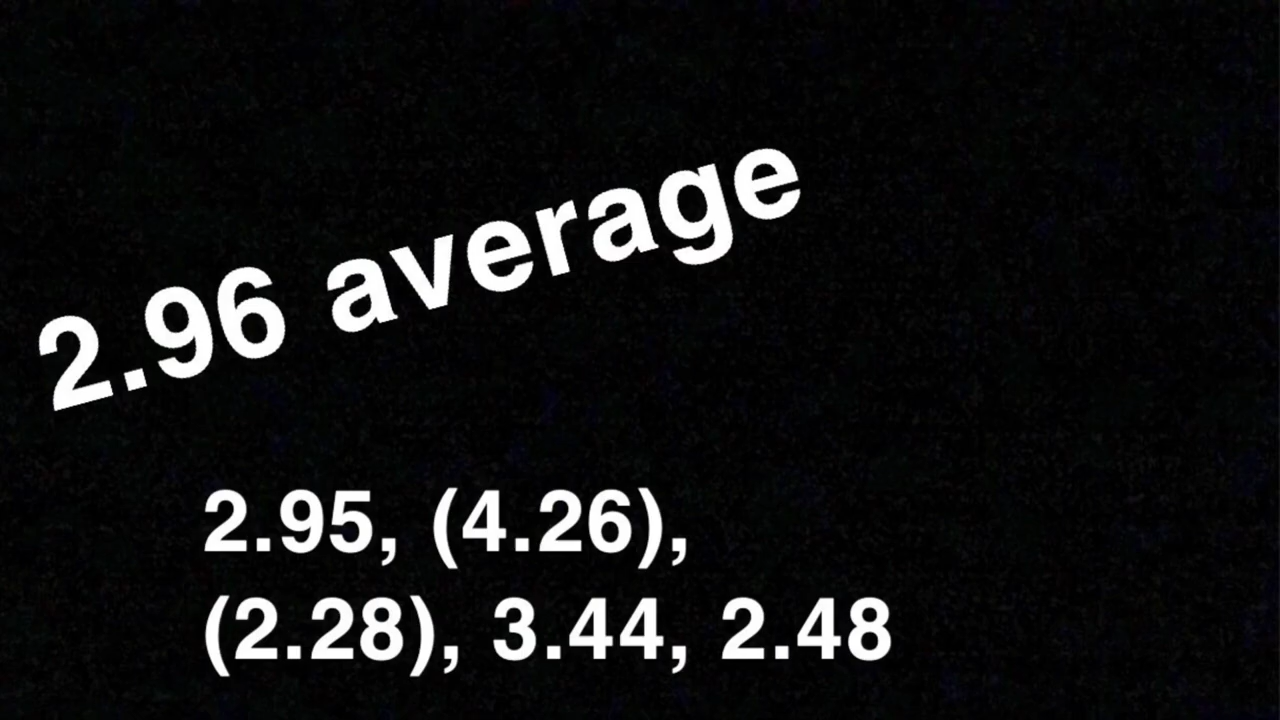 2.96 average
2.95, (4.26),
(2.28), 3.44, 2.48